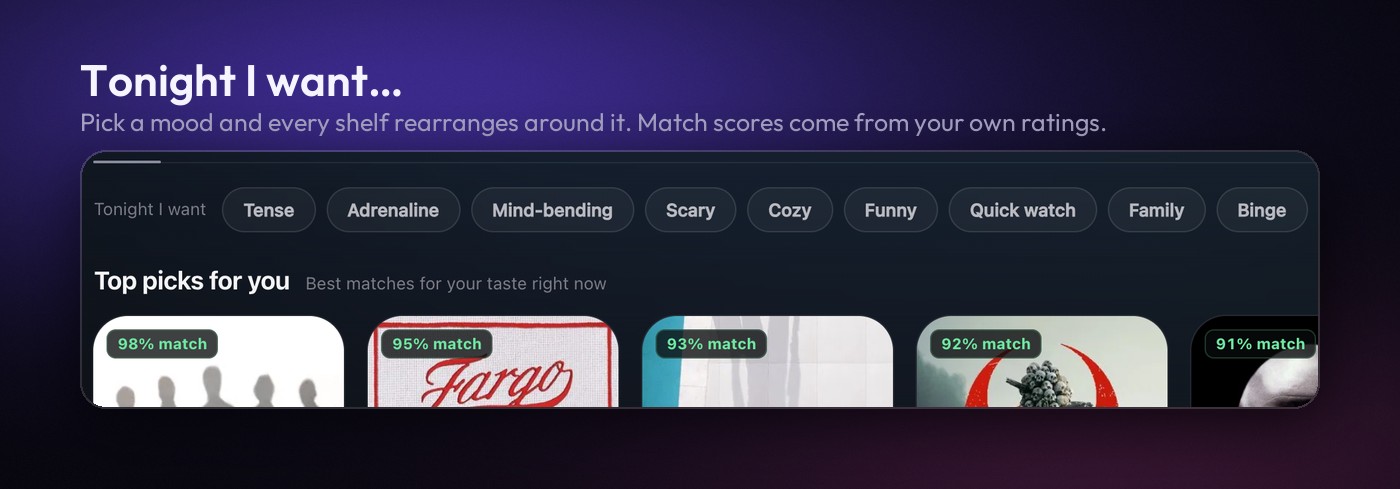 Tonight I want...
Pick a mood and every shelf rearranges around it. Match scores come from your own ratings.
Tonight I want Tense Adrenaline Mind-bending Scary Cozy Funny Quick watch Family Binge
Top picks for you Best matches for your taste right now
98% match 95% match 93% match 92% match 91% match
Fargo